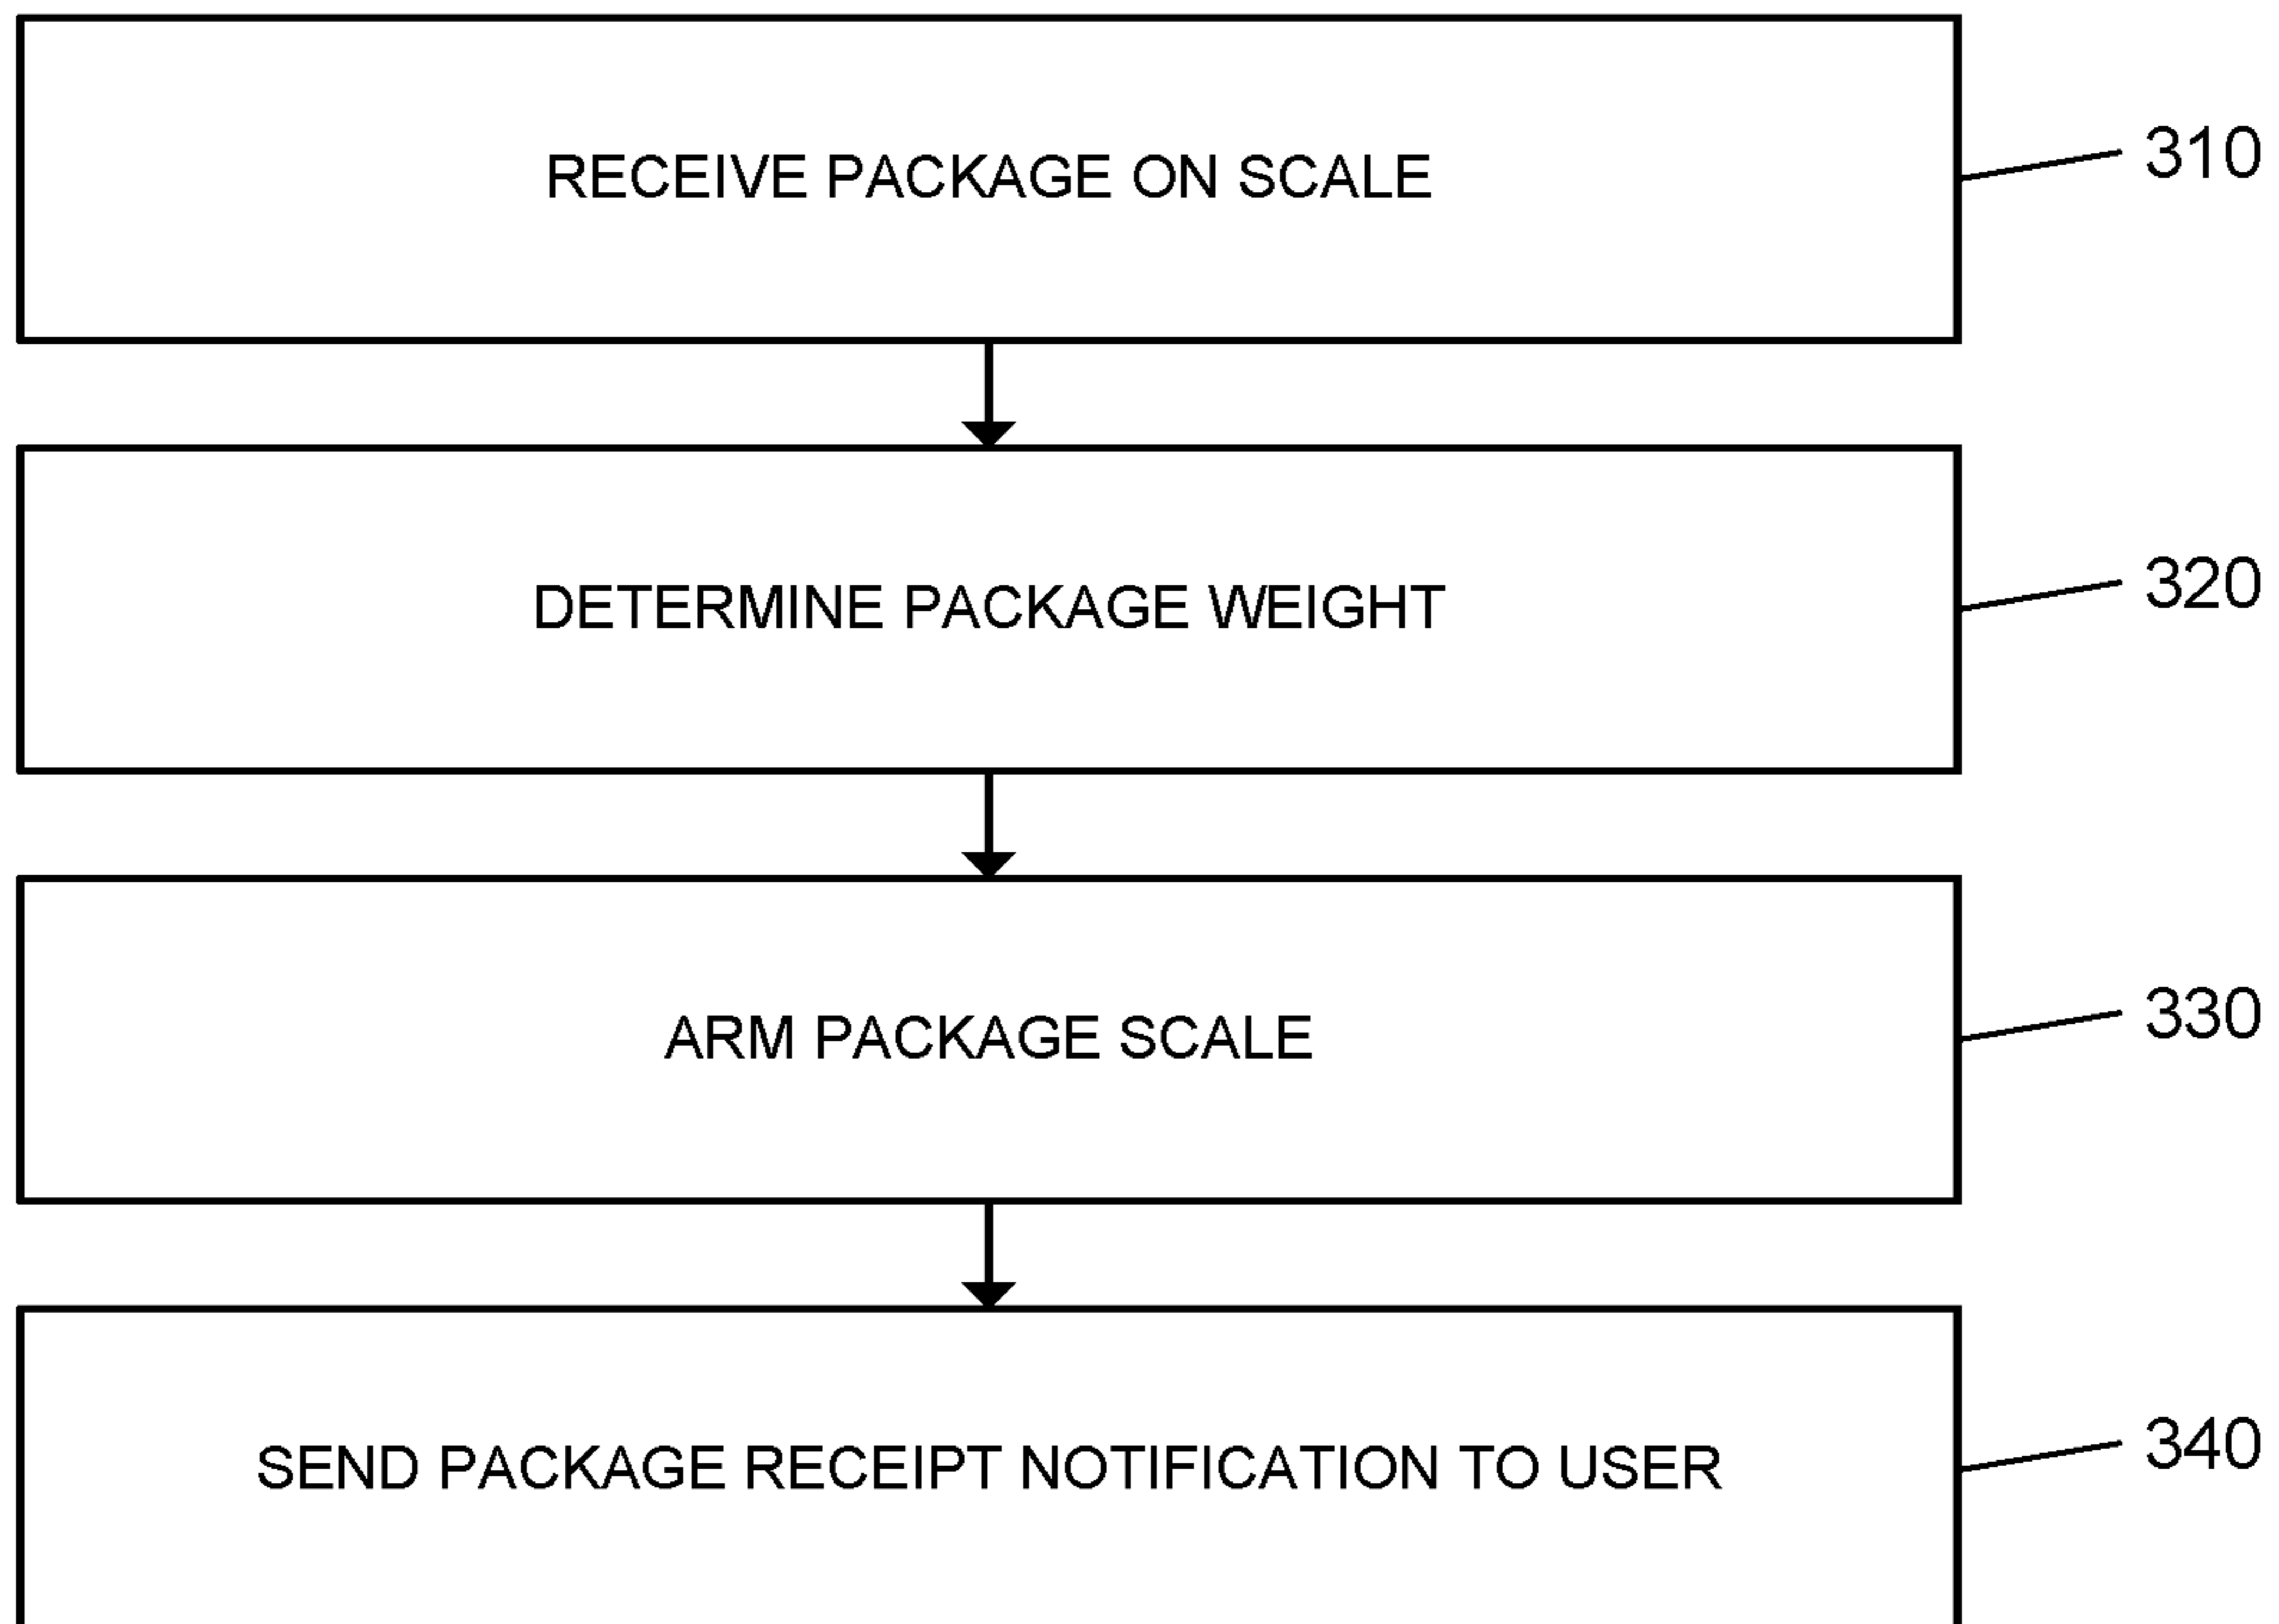 RECEIVE PACKAGE ON SCALE
310
DETERMINE PACKAGE WEIGHT
320
ARM PACKAGE SCALE
330
SEND PACKAGE RECEIPT NOTIFICATION TO USER
340